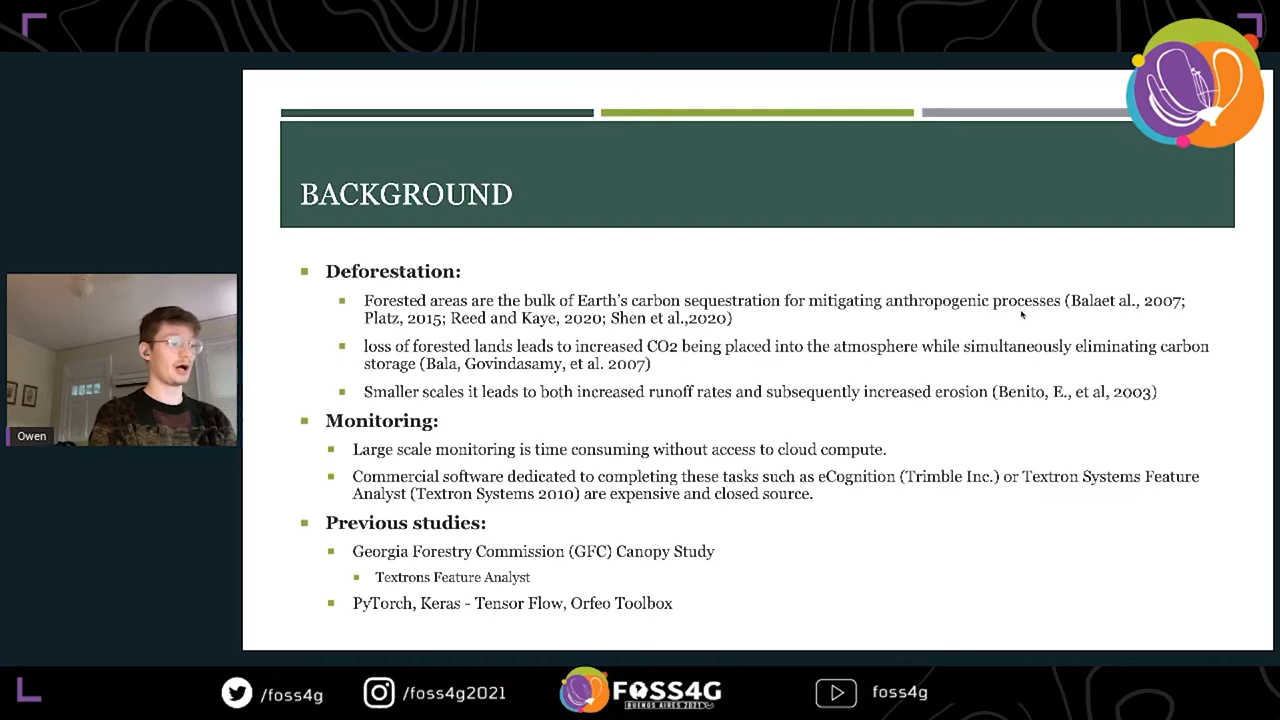 BACKGROUND
Deforestation:
Forested areas are the bulk of Earth's carbon sequestration for mitigating anthropogenic processes (Balaet al., 2007;
Platz, 2015; Reed and Kaye, 2020; Shen et al.,2020)
loss of forested lands leads to increased CO2 being placed into the atmosphere while simultaneously eliminating carbon
storage (Bala, Govindasamy, et al. 2007)
Smaller scales it leads to both increased runoff rates and subsequently increased erosion (Benito, E., et al, 2003)
Monitoring:
Large scale monitoring is time consuming without access to cloud compute.
Commercial software dedicated to completing these tasks such as eCognition (Trimble Inc.) or Textron Systems Feature
Analyst (Textron Systems 2010) are expensive and closed source.
Previous studies:
Georgia Forestry Commission (GFC) Canopy Study
Textrons Feature Analyst
PyTorch, Keras - Tensor Flow, Orfeo Toolbox
Owen
/foss4g
/foss4g2021
FOSS4G
BUENOS AIRES 2021
foss4g